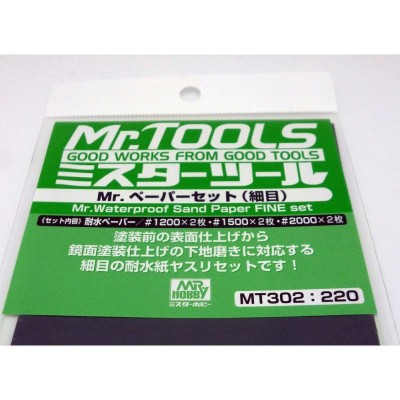 Mr.TOOLS
GOOD WORKS FROM GOOD TOOLS
ミスターツール
Mr. ペーパーセット(細目)
Mr.Waterproof Sand Paper FINE set
(セット内容) 耐水ペーパー/#1200×2枚・#1500×2枚・#2000×2枚
塗装前の表面仕上げから
鏡面塗装仕上げの下地磨きに対応する
細目の耐水紙ヤスリセットです!
MR HOBBY
ミスターホビー
MT302:220